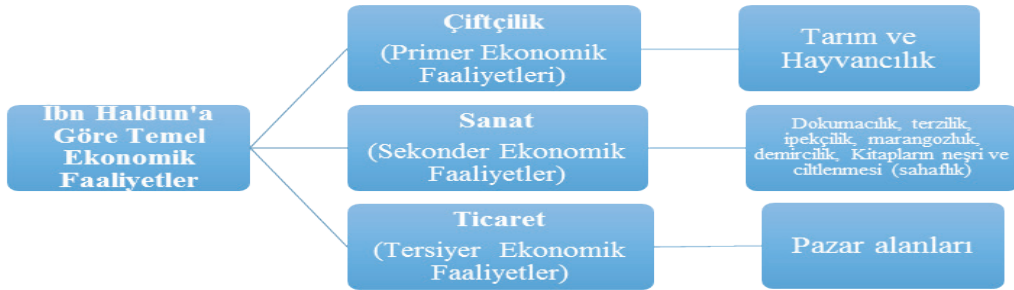 İbn Haldun'a
Göre Temel
Ekonomik
Faaliyetler
Çiftçilik
(Primer Ekonomik
Faaliyetleri)
Tarım ve
Hayvancılık
Sanat
(Sekonder Ekonomik
Faaliyetler)
Dokumacılık, terzilik,
ipekçilik, marangozluk,
demircilik, Kitapların neşri ve
ciltlenmesi (sahaflık)
Ticaret
(Tersiyer Ekonomik
Faaliyetler)
Pazar alanları